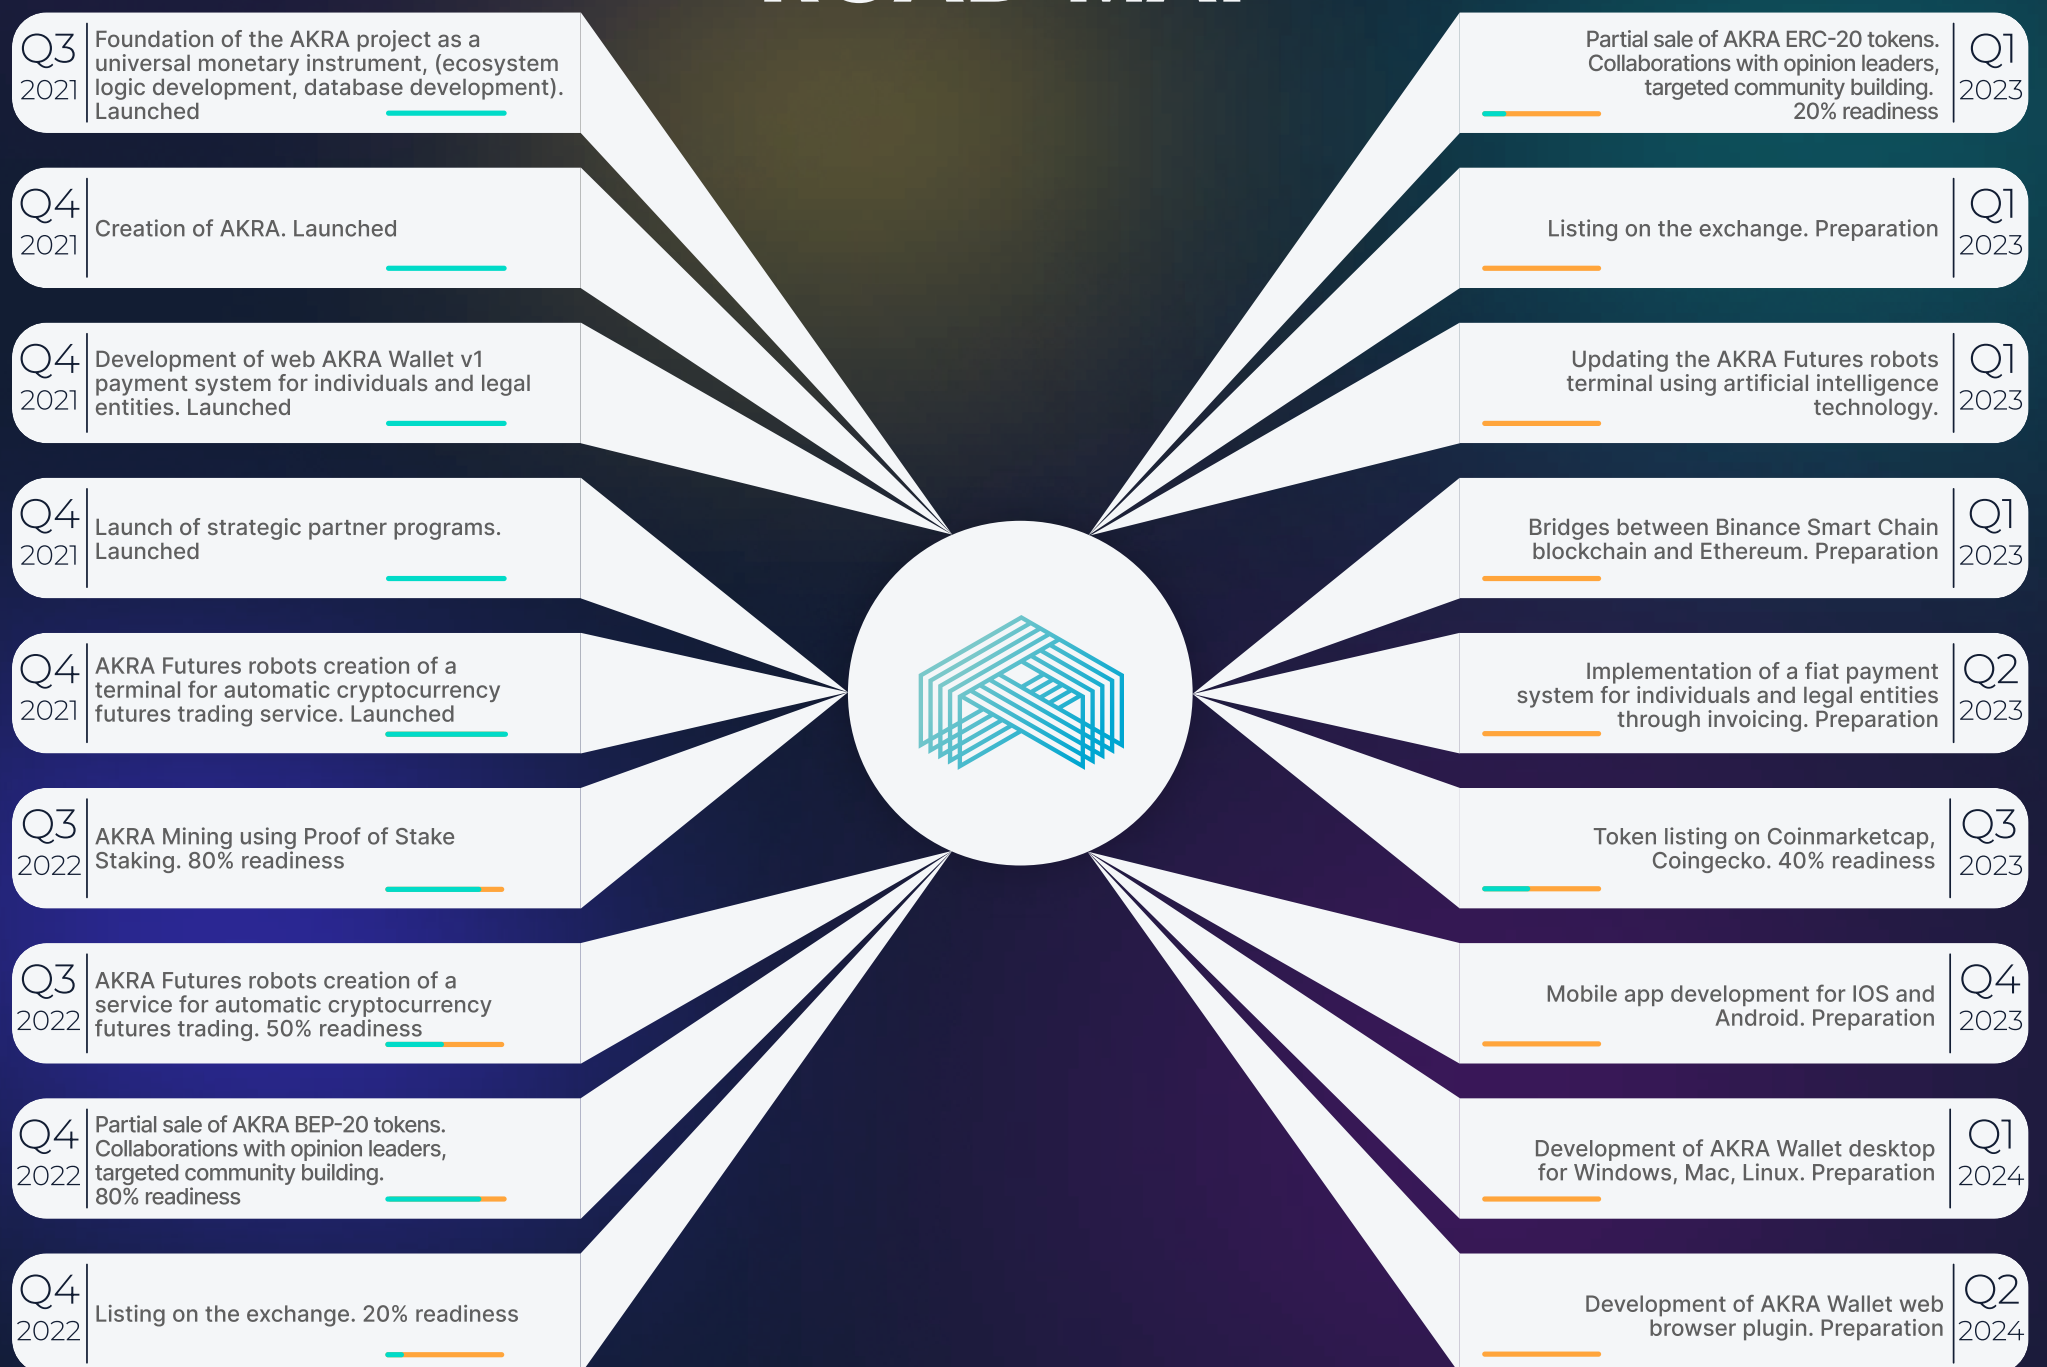 ROAD MAP
Q3
2021
Foundation of the AKRA project as a
universal monetary instrument, (ecosystem
logic development, database development).
Launched
Q4
2021
Creation of AKRA. Launched
Q4
2021
Development of web AKRA Wallet v1
payment system for individuals and legal
entities. Launched
Q4
2021
Launch of strategic partner programs.
Launched
Q4
2021
AKRA Futures robots creation of a
terminal for automatic cryptocurrency
futures trading service. Launched
Q3
2022
AKRA Mining using Proof of Stake
Staking. 80% readiness
Q3
2022
AKRA Futures robots creation of a
service for automatic cryptocurrency
futures trading. 50% readiness
Q4
2022
Partial sale of AKRA BEP-20 tokens.
Collaborations with opinion leaders,
targeted community building.
80% readiness
Q4
2022
Listing on the exchange. 20% readiness
Partial sale of AKRA ERC-20 tokens.
Collaborations with opinion leaders,
targeted community building.
20% readiness
Q1
2023
Listing on the exchange. Preparation
Q1
2023
Updating the AKRA Futures robots
terminal using artificial intelligence
technology.
Q1
2023
Bridges between Binance Smart Chain
blockchain and Ethereum. Preparation
Q1
2023
Implementation of a fiat payment
system for individuals and legal entities
through invoicing. Preparation
Q2
2023
Token listing on Coinmarketcap,
Coingecko. 40% readiness
Q3
2023
Mobile app development for IOS and
Android. Preparation
Q4
2023
Development of AKRA Wallet desktop
for Windows, Mac, Linux. Preparation
Q1
2024
Development of AKRA Wallet web
browser plugin. Preparation
Q2
2024